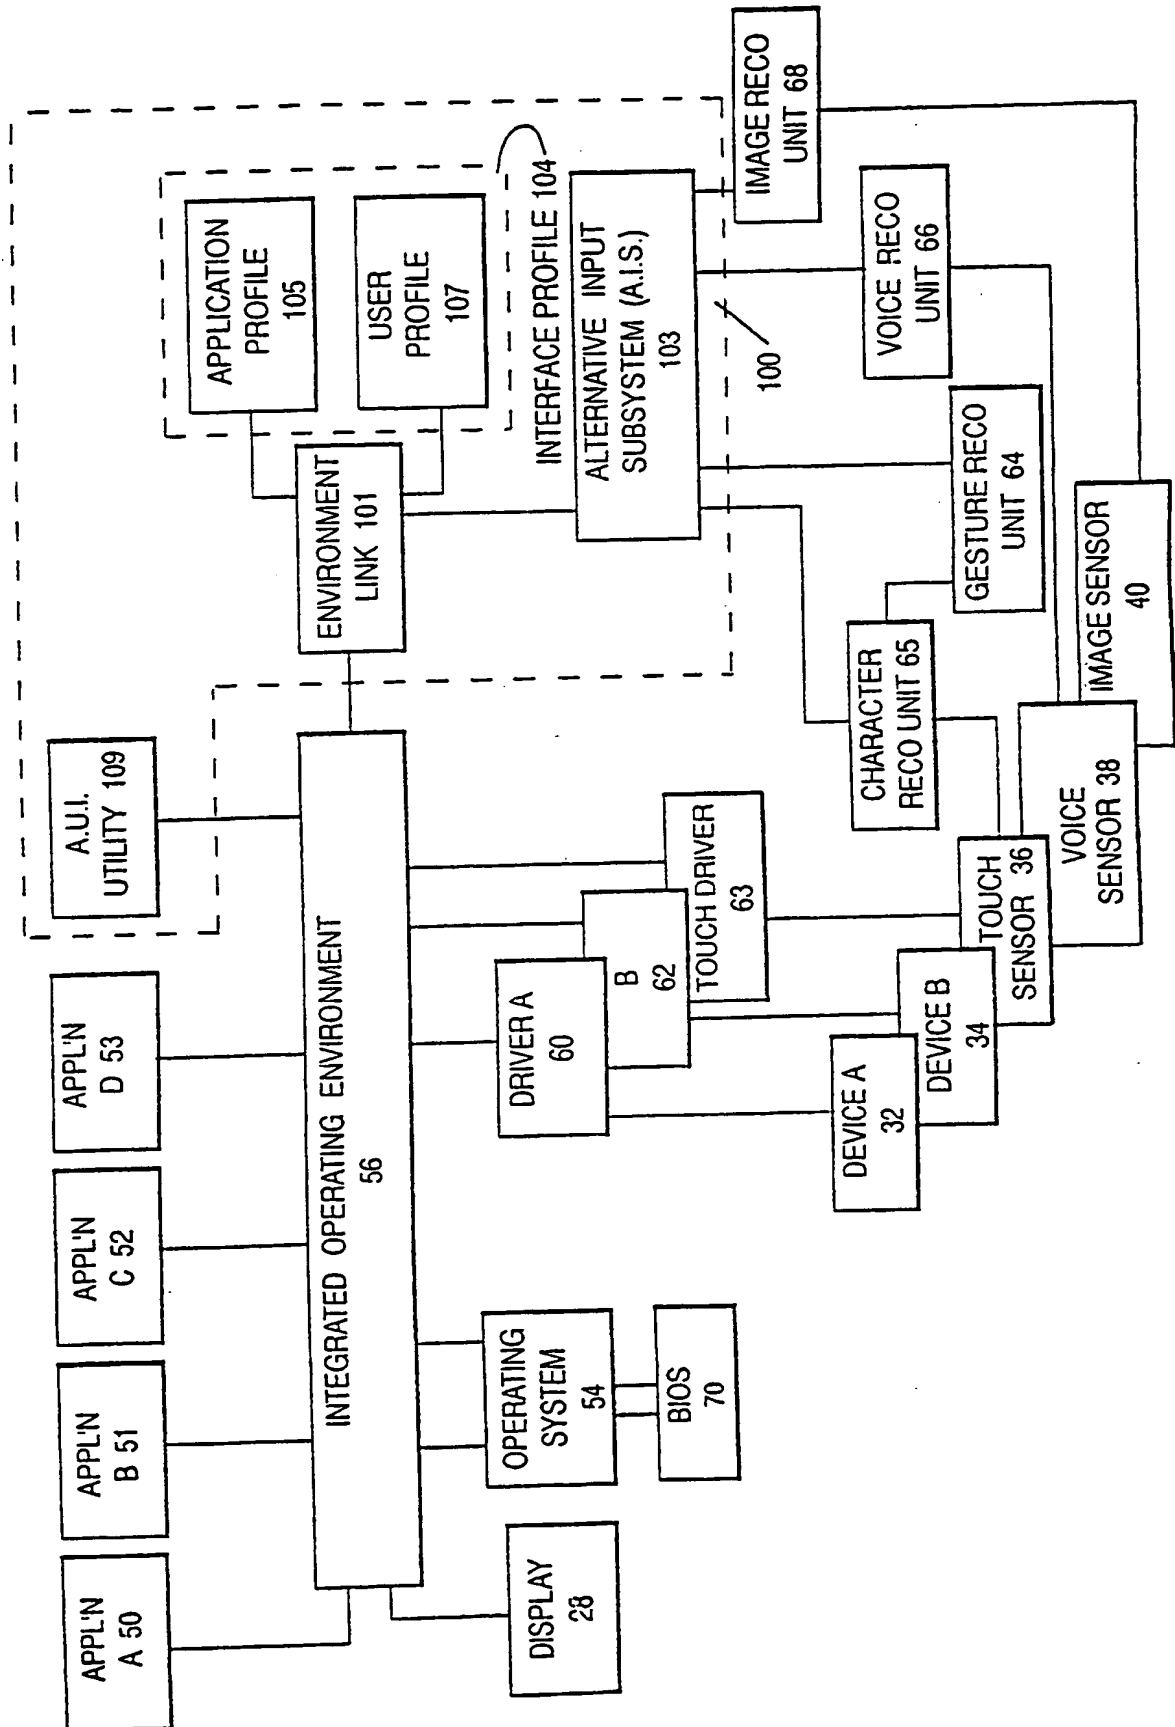 APPL'N
A 50
APPL'N
B 51
APPL'N
C 52
APPL'N
D 53
A.U.I.
UTILITY 109
INTEGRATED OPERATING ENVIRONMENT
56
ENVIRONMENT
LINK 101
APPLICATION
PROFILE
105
USER
PROFILE
107
INTERFACE PROFILE 104
ALTERNATIVE INPUT
SUBSYSTEM (A.I.S.)
103
100
DISPLAY
28
OPERATING
SYSTEM
54
BIOS
70
DRIVER A
60
B
62
TOUCH DRIVER
63
DEVICE A
32
DEVICE B
34
TOUCH
SENSOR 36
VOICE
SENSOR 38
IMAGE SENSOR
40
CHARACTER
RECO UNIT 65
GESTURE RECO
UNIT 64
VOICE RECO
UNIT 66
IMAGE RECO
UNIT 68